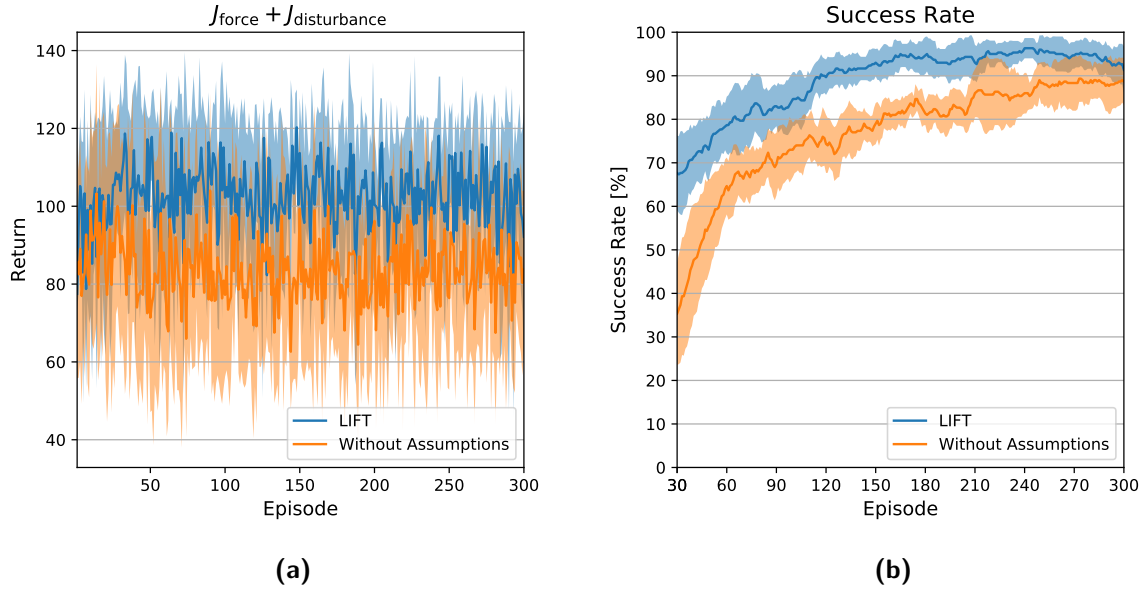 J_force + J_disturbance
140
120
100
80
60
40
Return
50
100
150
200
250
300
Episode
LIFT
Without Assumptions
(a)
Success Rate
100
90
80
70
60
50
40
30
20
10
0
Success Rate [%]
30
60
90
120
150
180
210
240
270
300
Episode
LIFT
Without Assumptions
(b)